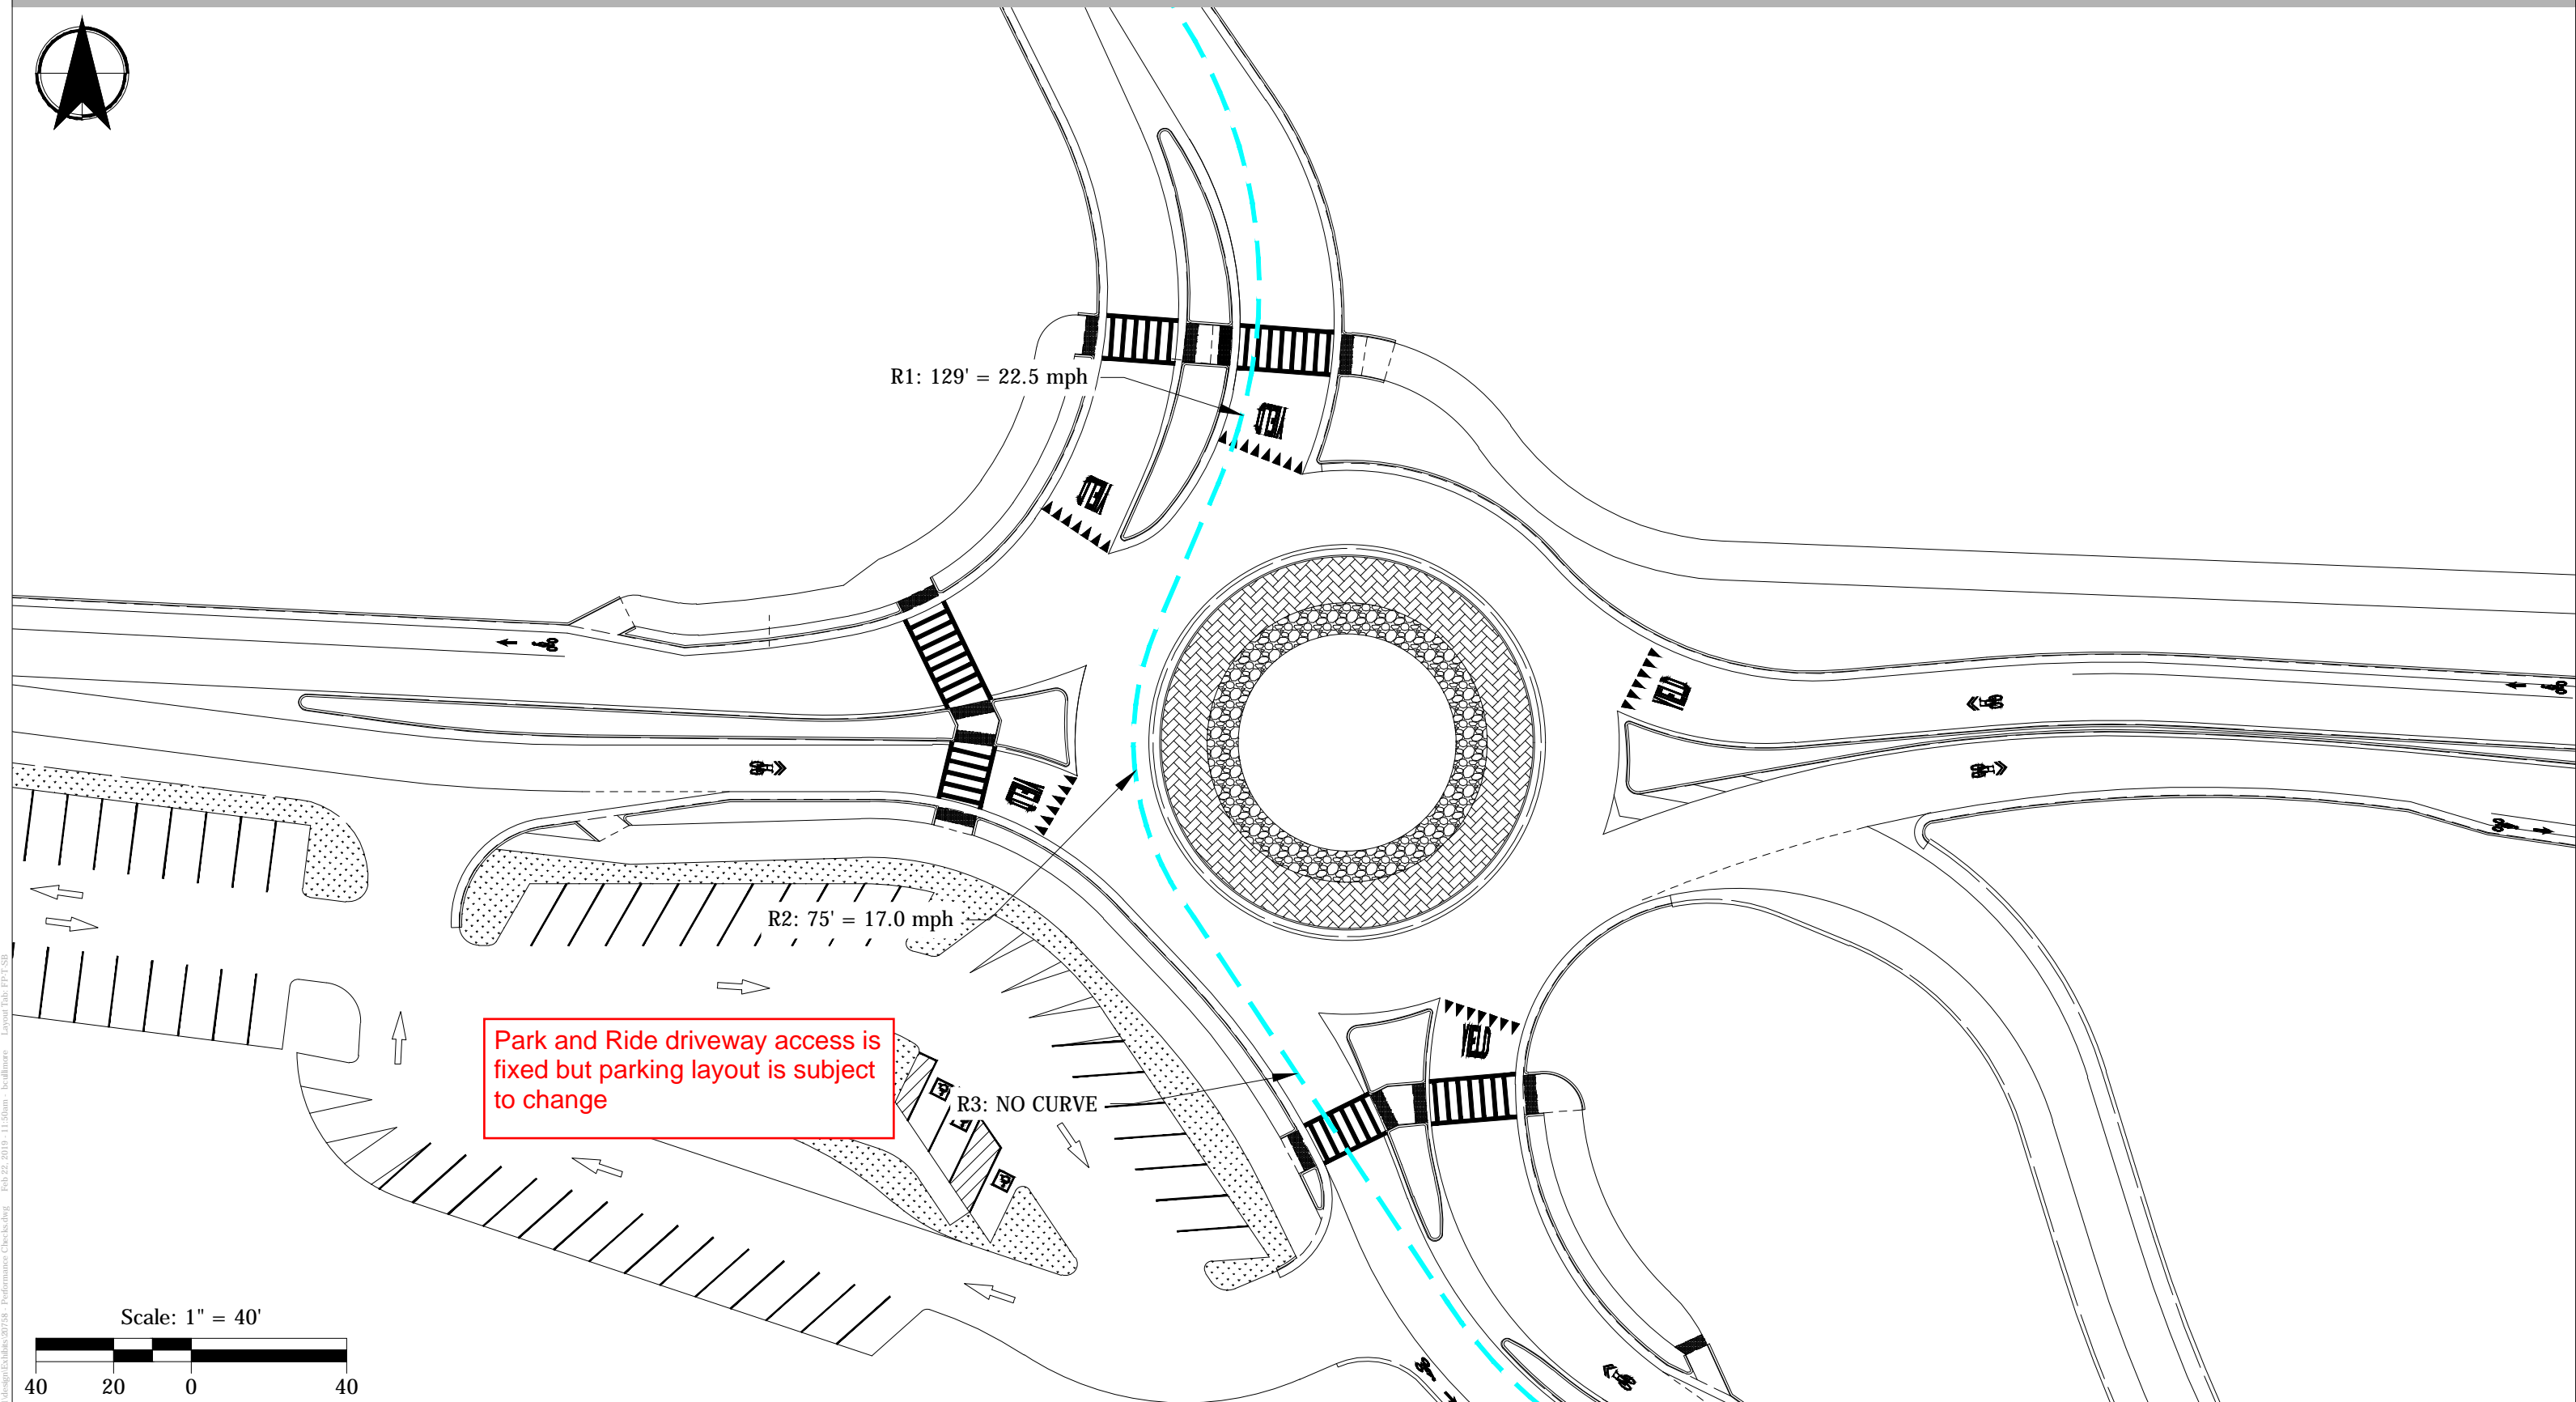 R1: 129' = 22.5 mph
R2: 75' = 17.0 mph
Park and Ride driveway access is
fixed but parking layout is subject
to change
R3: NO CURVE
Scale: 1" = 40'
40 20 0 40
YIELD
YIELD
YIELD
YIELD
YIELD